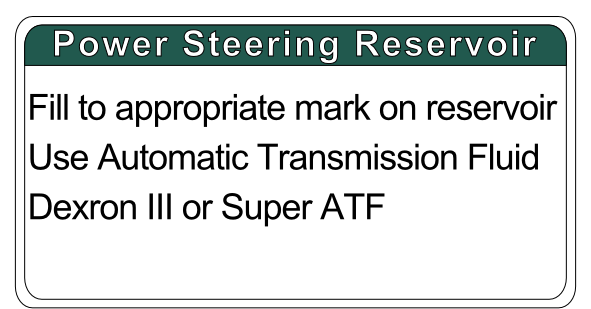 Power Steering Reservoir
Fill to appropriate mark on reservoir
Use Automatic Transmission Fluid
Dexron III or Super ATF